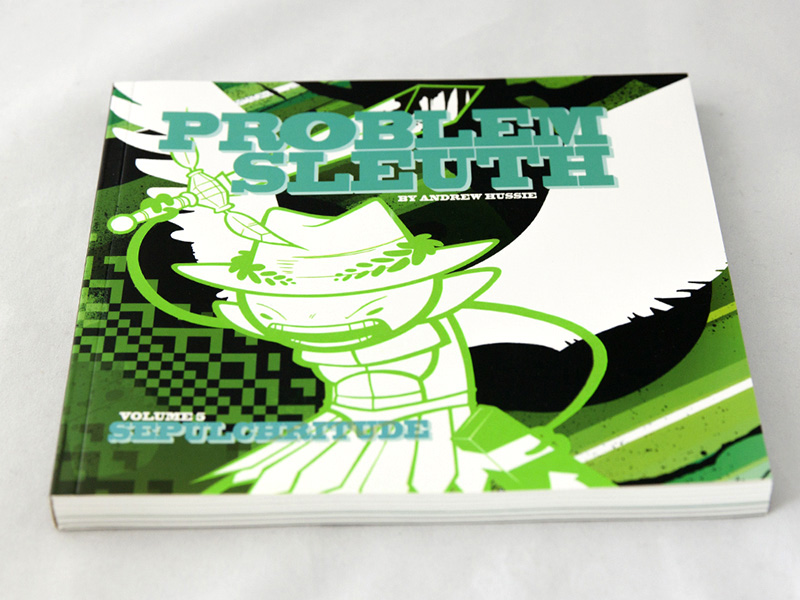 PROBLEM
SLEUTH
BY ANDREW HUSSIE
VOLUME 5
SEPULCHRITUDE